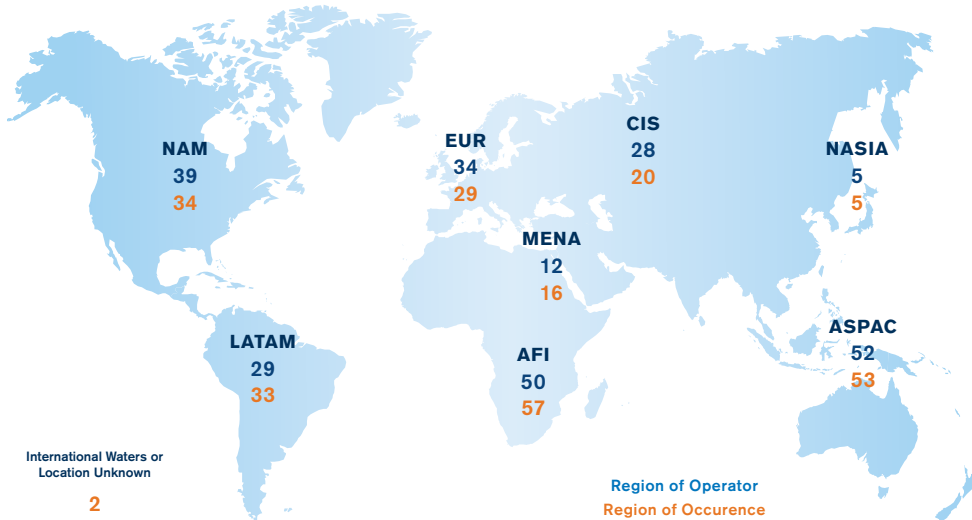 NAM
39
34
EUR
34
29
CIS
28
20
NASIA
5
5
MENA
12
16
LATAM
29
33
AFI
50
57
ASPAC
52
53
International Waters or
Location Unknown
2
Region of Operator
Region of Occurence